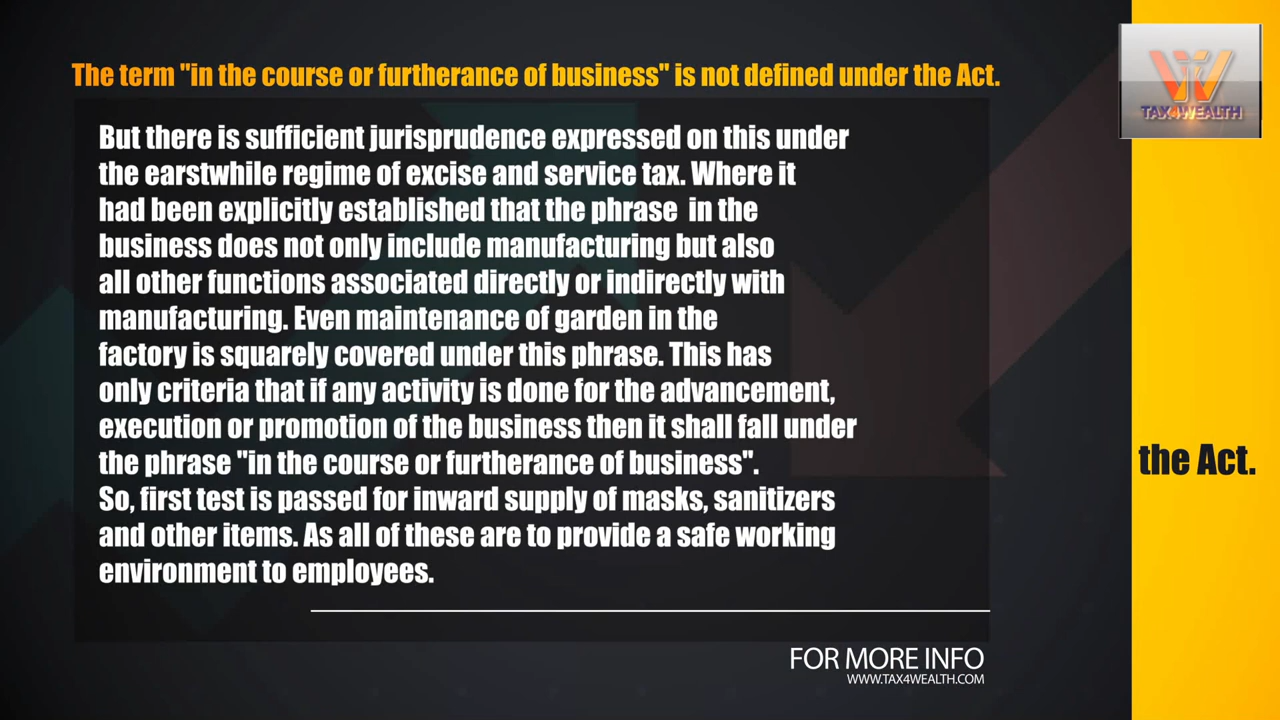 The term "in the course or furtherance of business" is not defined under the Act.
TAX4WEALTH
But there is sufficient jurisprudence expressed on this under
the earstwhile regime of excise and service tax. Where it
had been explicitly established that the phrase in the
business does not only include manufacturing but also
all other functions associated directly or indirectly with
manufacturing. Even maintenance of garden in the
factory is squarely covered under this phrase. This has
only criteria that if any activity is done for the advancement,
execution or promotion of the business then it shall fall under
the phrase "in the course or furtherance of business".
So, first test is passed for inward supply of masks, sanitizers
and other items. As all of these are to provide a safe working
environment to employees.
the Act.
FOR MORE INFO
WWW.TAX4WEALTH.COM